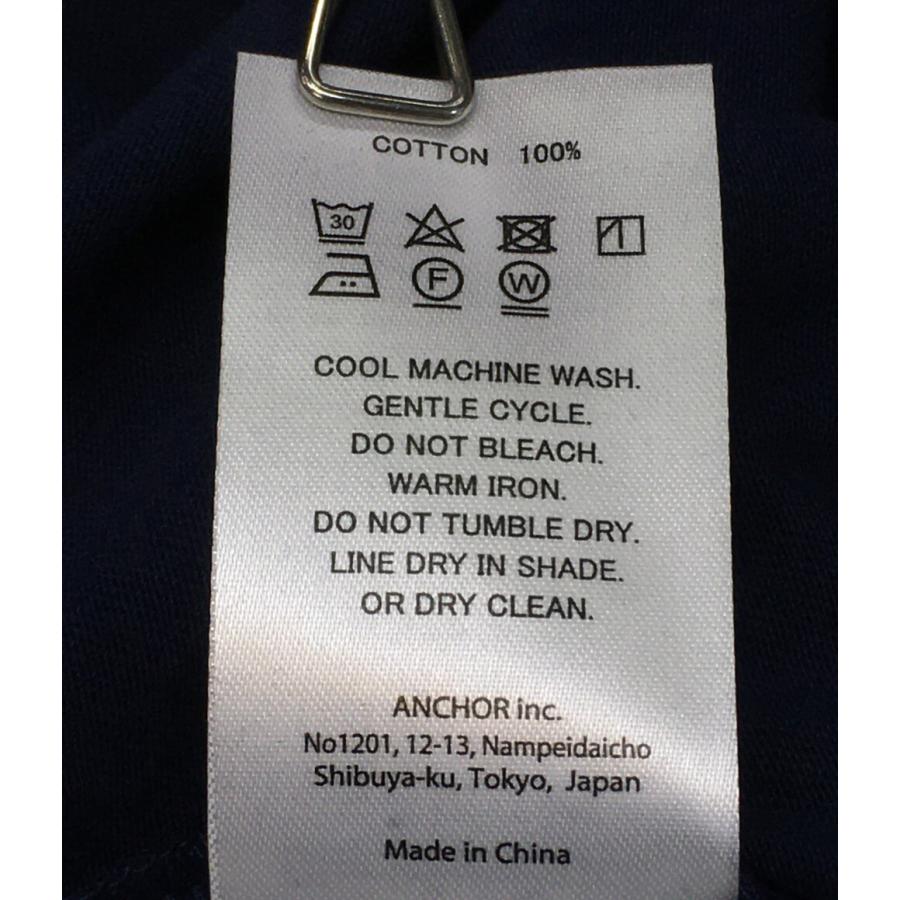 COTTON 100%
30
F W
COOL MACHINE WASH.
GENTLE CYCLE.
DO NOT BLEACH.
WARM IRON.
DO NOT TUMBLE DRY.
LINE DRY IN SHADE.
OR DRY CLEAN.
ANCHOR inc.
No1201, 12-13, Nampeidaicho
Shibuya-ku, Tokyo, Japan
Made in China